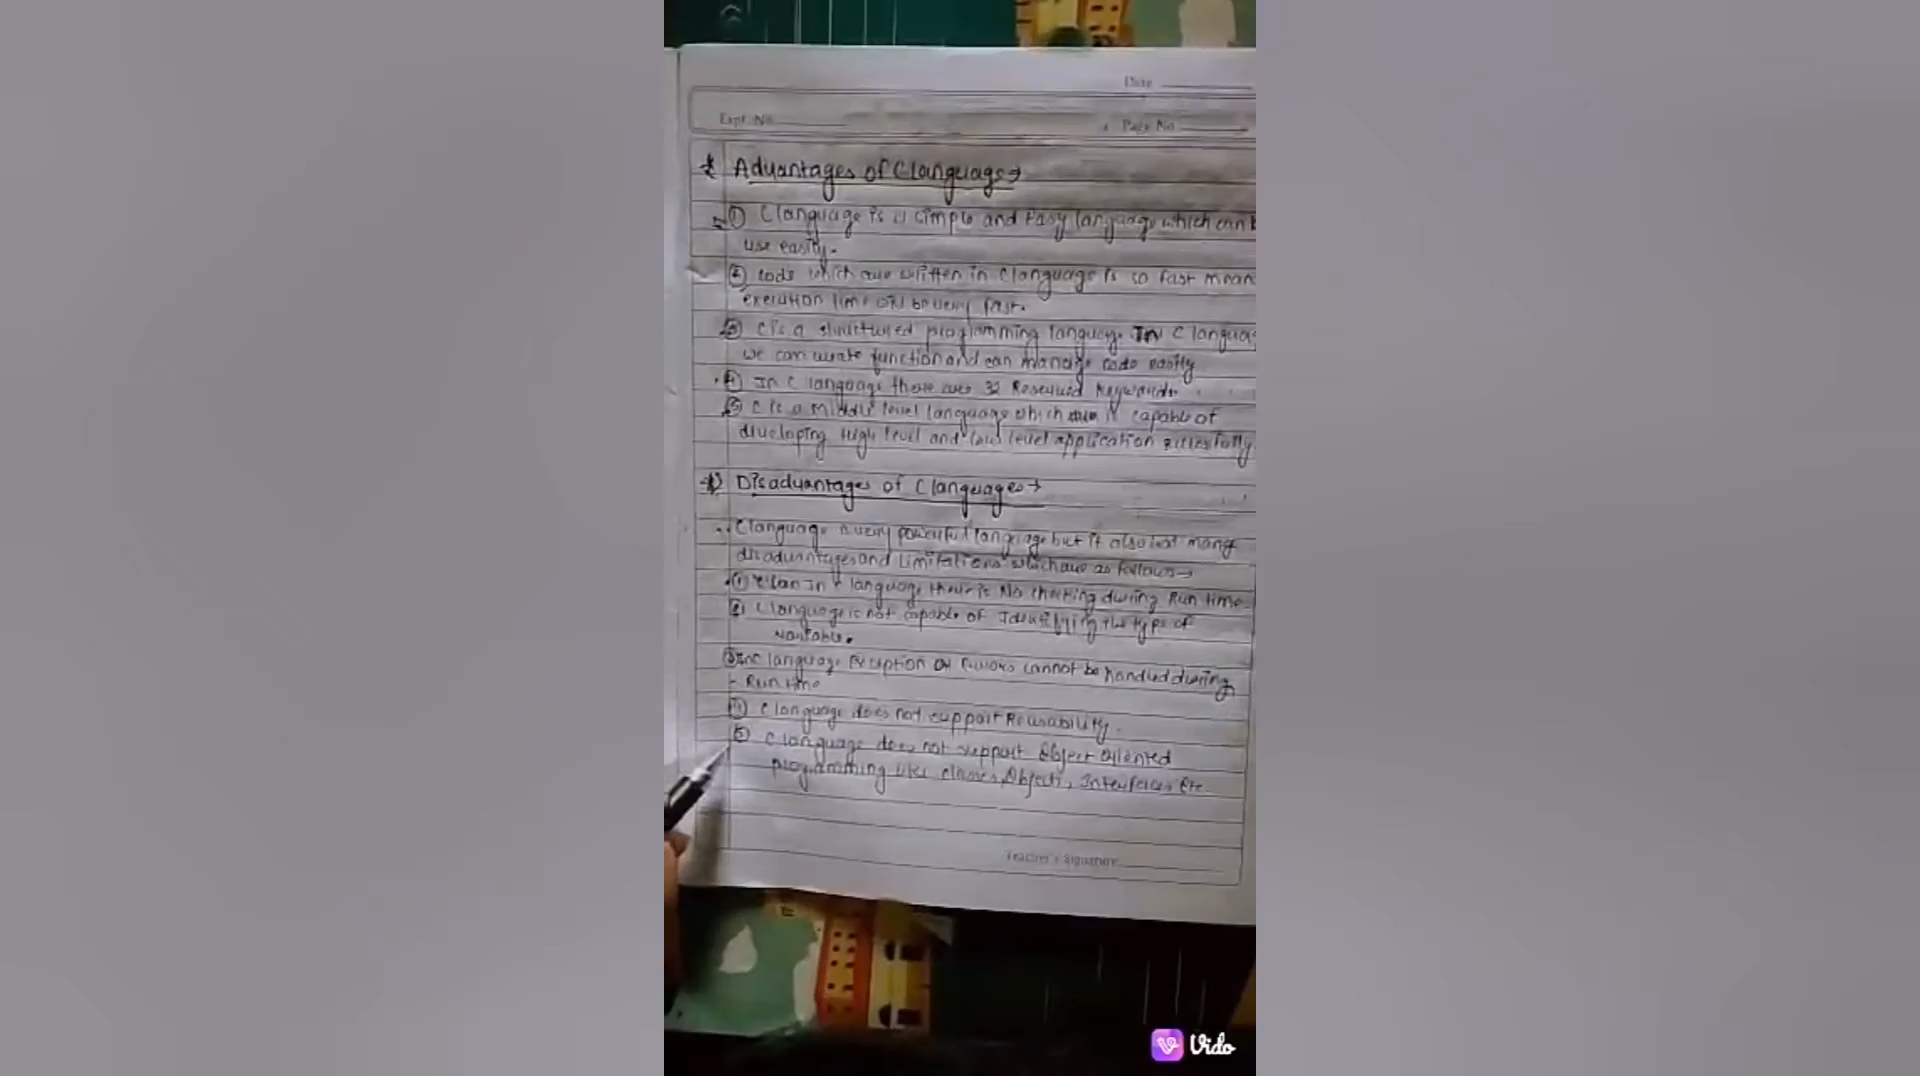 Date
Expt. No.
Page No.
Advantages of C language →
① C language is a simple and Easy language which can b
use easily.
② code which are written in C language is so fast mean
execution time will be very fast.
③ C is a structured programming language. In C languag
we can write function and can manage code easily
④ In C language there are 32 Reserved Keywords.
⑤ C is a Middle level language which is capable of
developing High level and low level application
Disadvantages of C languages →
C language is very powerful language but it also has many
disadvantages and Limitations which are as follows →
① In C language there is No checking during Run time
② C language is not capable of Identifying the type of
Variable.
③ In C language Exception or Errors cannot be handled during
Run time
④ C language does not support Reusability.
⑤ C language does not support Object Oriented
programming like classes, Objects, Interfaces Etc.
Teacher's Signature
Vido